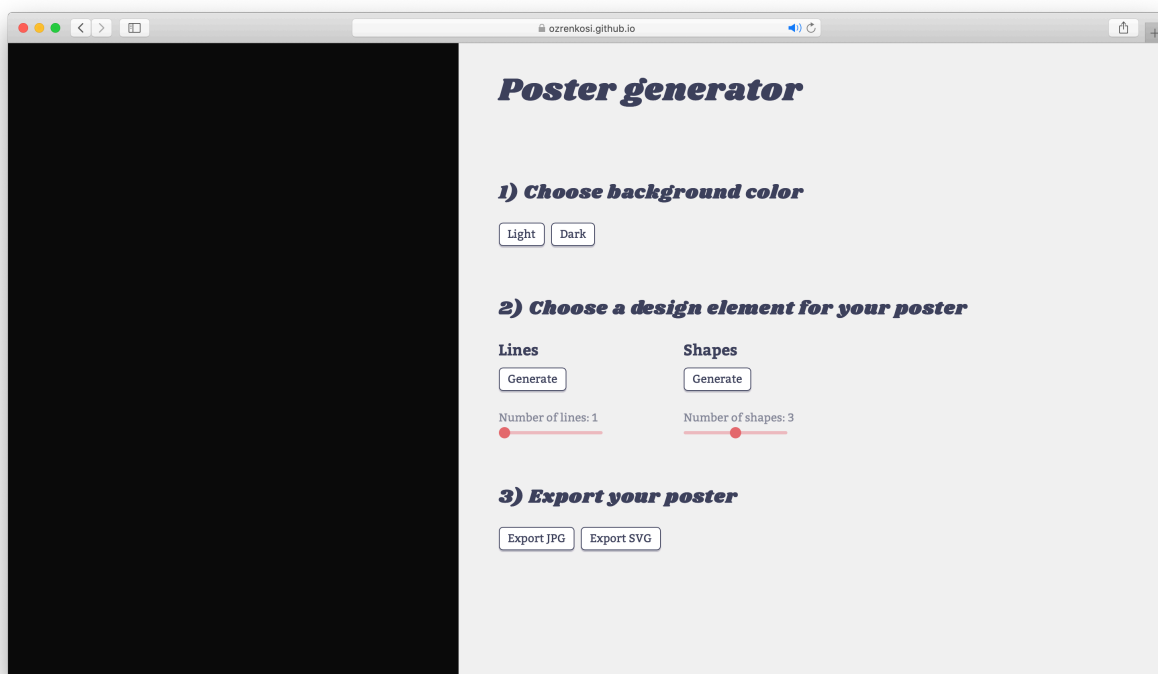 ozrenkosi.github.io
Poster generator
1) Choose background color
Light Dark
2) Choose a design element for your poster
Lines Shapes
Generate Generate
Number of lines: 1 Number of shapes: 3
3) Export your poster
Export JPG Export SVG